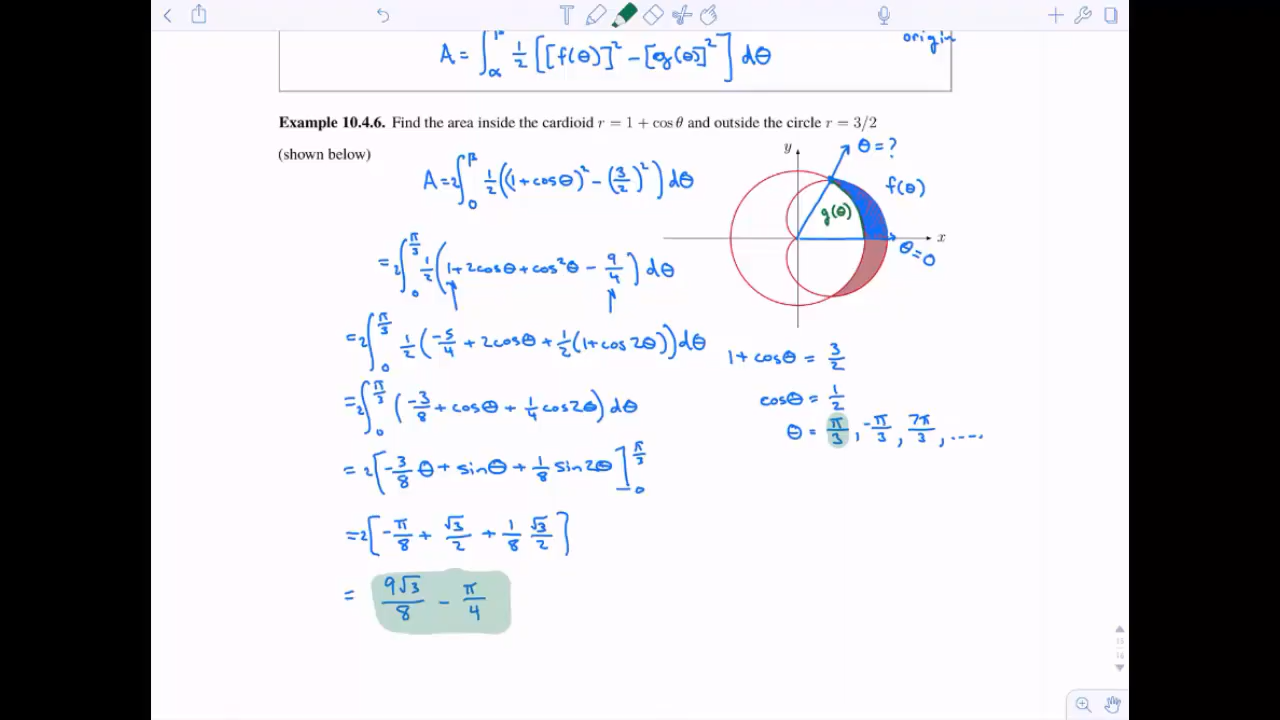 origin
A = ∫_α^β 1/2 [[f(θ)]² − [g(θ)]²] dθ
Example 10.4.6. Find the area inside the cardioid r = 1 + cos θ and outside the circle r = 3/2
(shown below)
A = 2∫_0^β 1/2 ((1+cosθ)² − (3/2)²) dθ
y
θ = ?
f(θ)
g(θ)
x
θ=0
= 2∫_0^{π/3} 1/2 (1+2cosθ+cos²θ − 9/4) dθ
= 2∫_0^{π/3} 1/2 (−5/4 + 2cosθ + 1/2 (1+cos2θ)) dθ
= 2∫_0^{π/3} (−3/8 + cosθ + 1/4 cos2θ) dθ
= 2[−3/8 θ + sinθ + 1/8 sin2θ]_0^{π/3}
= 2[−π/8 + √3/2 + 1/8 √3/2]
= 9√3/8 − π/4
1 + cosθ = 3/2
cosθ = 1/2
θ = π/3, −π/3, 7π/3, ....